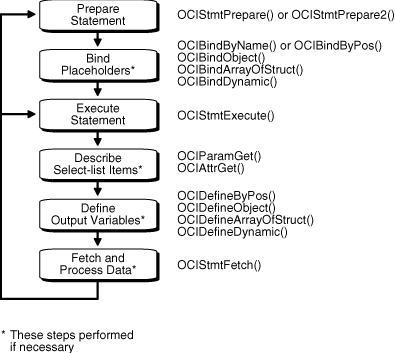 Prepare
Statement
OCIStmtPrepare() or OCIStmtPrepare2()
Bind
Placeholders*
OCIBindByName() or OCIBindByPos()
OCIBindObject()
OCIBindArrayOfStruct()
OCIBindDynamic()
Execute
Statement
OCIStmtExecute()
Describe
Select-list Items*
OCIParamGet()
OCIAttrGet()
Define
Output Variables*
OCIDefineByPos()
OCIDefineObject()
OCIDefineArrayOfStruct()
OCIDefineDynamic()
Fetch and
Process Data*
OCIStmtFetch()
* These steps performed
if necessary